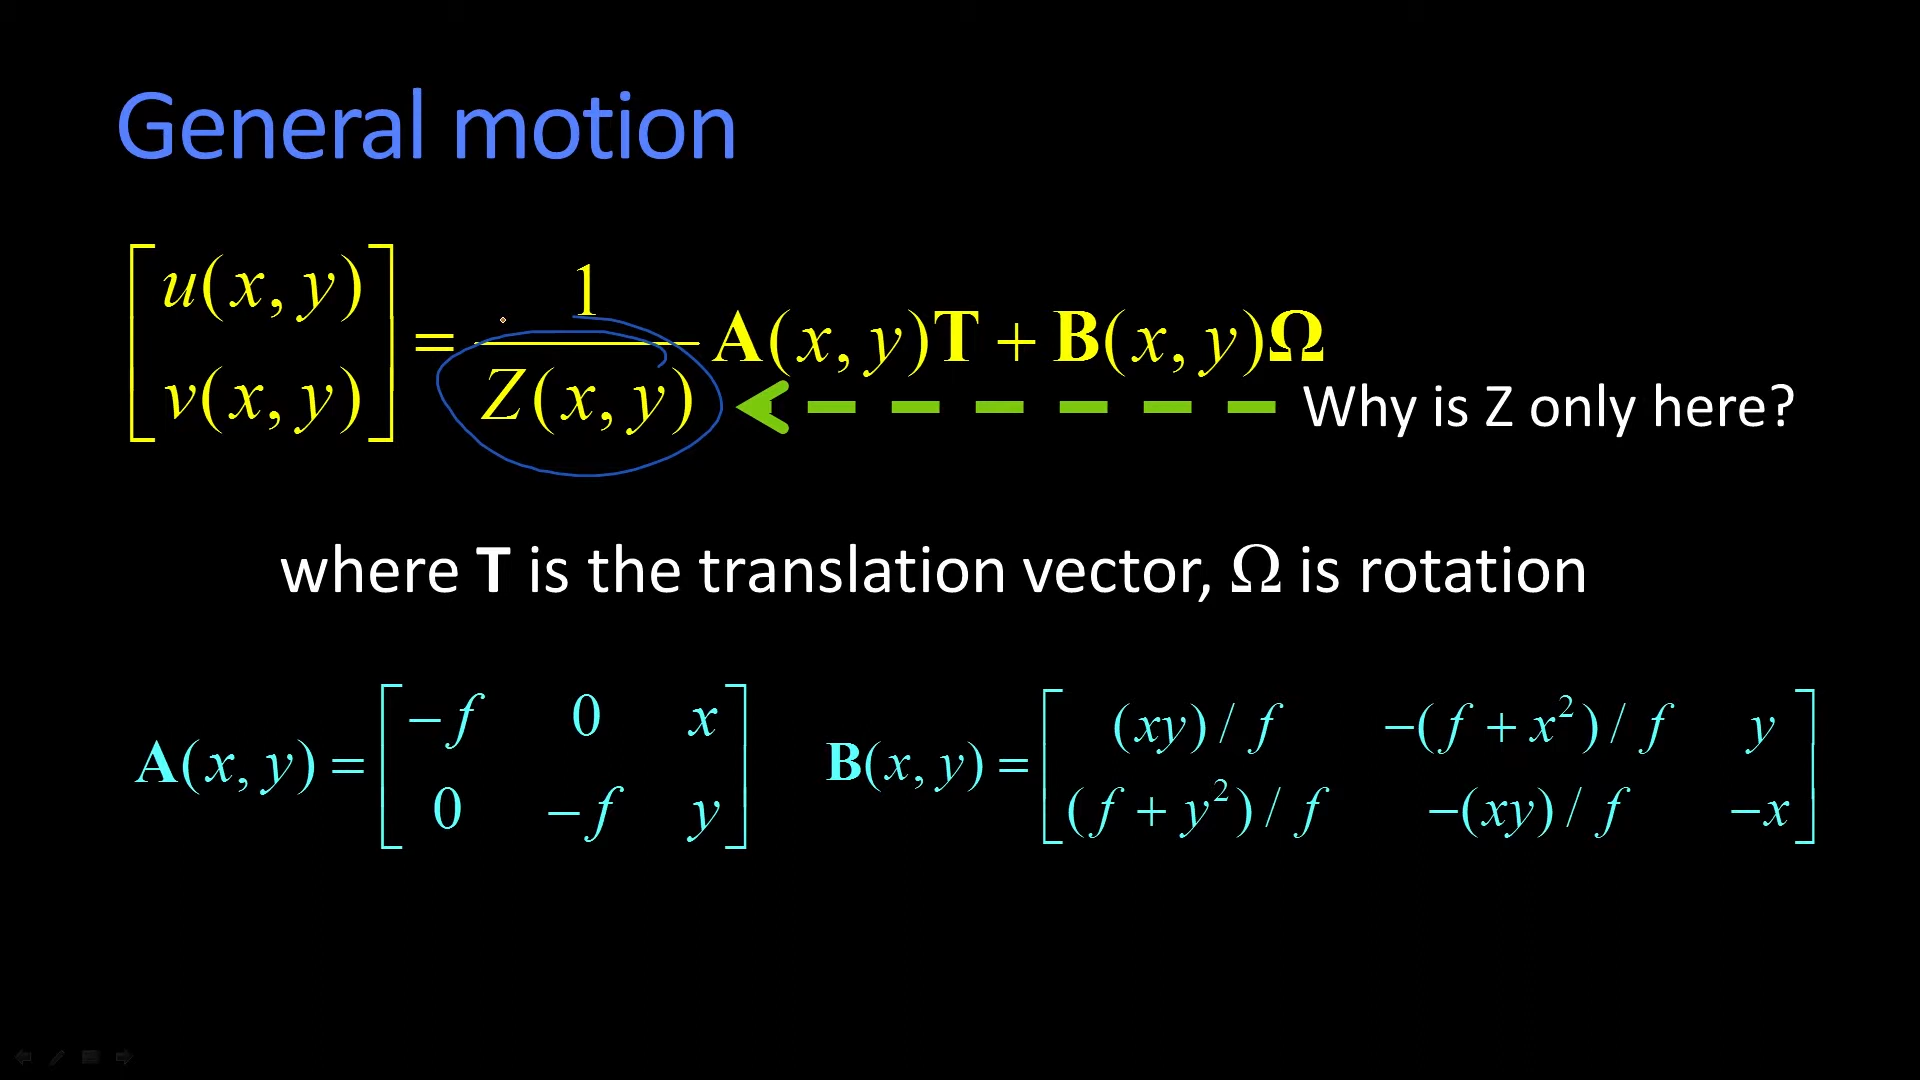 General motion
[u(x, y) v(x, y)] = 1/Z(x, y) A(x, y)T + B(x, y)Ω
Why is Z only here?
where T is the translation vector, Ω is rotation
A(x, y) = [−f 0 x; 0 −f y]
B(x, y) = [(xy)/f −(f + x²)/f y; (f + y²)/f −(xy)/f −x]